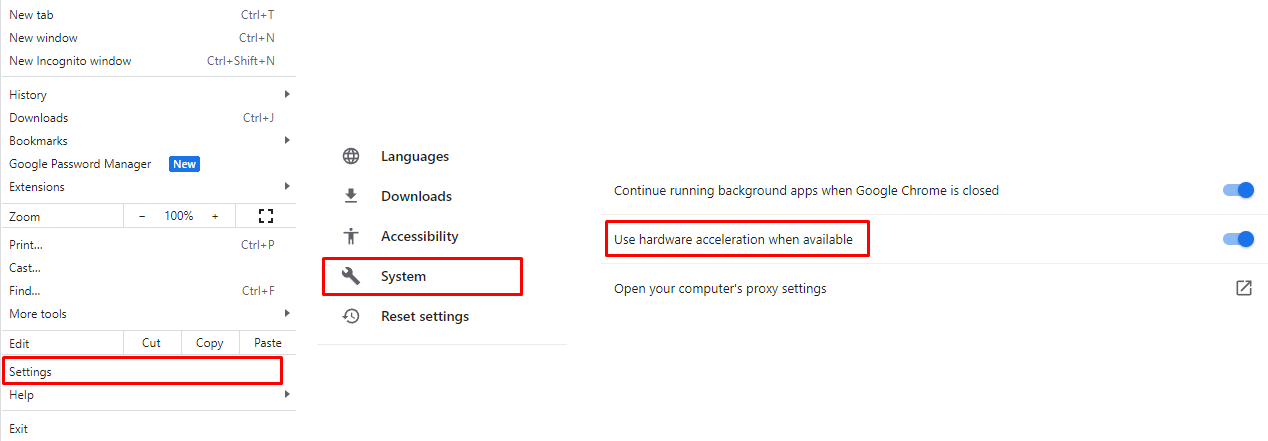 New tab Ctrl+T
New window Ctrl+N
New Incognito window Ctrl+Shift+N
History
Downloads Ctrl+J
Bookmarks
Google Password Manager New
Extensions
Zoom − 100% +
Print... Ctrl+P
Cast...
Find... Ctrl+F
More tools
Edit Cut Copy Paste
Settings
Help
Exit
Languages
Downloads
Accessibility
System
Reset settings
Continue running background apps when Google Chrome is closed
Use hardware acceleration when available
Open your computer's proxy settings